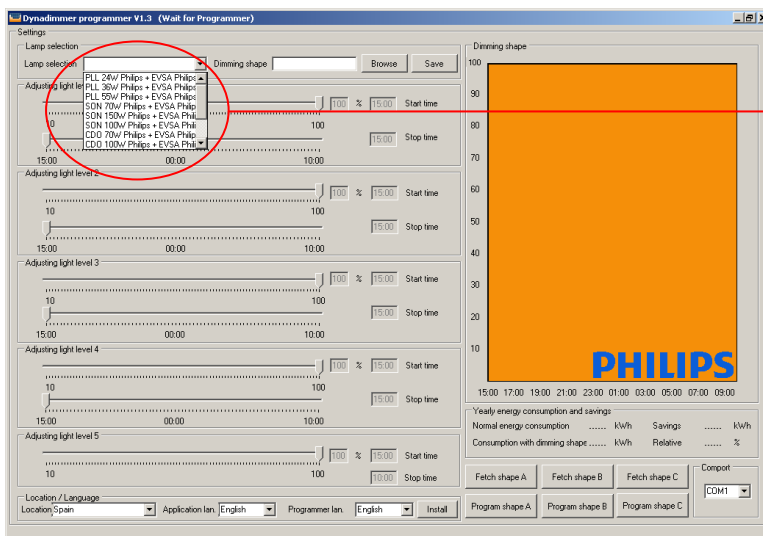 Dynadimmer programmer V1.3 (Wait for Programmer)
Settings
Lamp selection
Lamp selection Dimming shape Browse Save
PLL 24W Philips + EVSA Philips
PLL 36W Philips + EVSA Philips
PLL 55W Philips + EVSA Philips
SON 70W Philips + EVSA Philip
SON 150W Philips + EVSA Phili
SON 100W Philips + EVSA Phili
CDO 70W Philips + EVSA Philip
CDO 100W Philips + EVSA Phili
Adjusting light lev
100 % 15:00 Start time
10 100
15:00 Stop time
15:00 00:00 10:00
Adjusting light level 2
100 % 15:00 Start time
10 100
15:00 Stop time
15:00 00:00 10:00
Adjusting light level 3
100 % 15:00 Start time
10 100
15:00 Stop time
15:00 00:00 10:00
Adjusting light level 4
100 % 15:00 Start time
10 100
15:00 Stop time
15:00 00:00 10:00
Adjusting light level 5
100 % 15:00 Start time
10 100
10:00 Stop time
Location / Language
Location Spain Application lan. English Programmer lan. English Install
Dimming shape
100
90
80
70
60
50
40
30
20
10
PHILIPS
15:00 17:00 19:00 21:00 23:00 01:00 03:00 05:00 07:00 09:00
Yearly energy consumption and savings
Normal energy consumption ...... kWh Savings ...... kWh
Consumption with dimming shape ...... kWh Relative ...... %
Fetch shape A Fetch shape B Fetch shape C
Program shape A Program shape B Program shape C
Comport
COM1